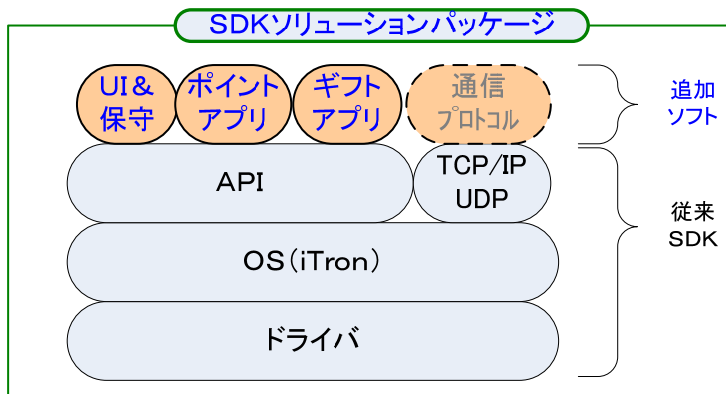 SDKソリューションパッケージ
UI&
保守
ポイント
アプリ
ギフト
アプリ
通信
プロトコル
追加
ソフト
API
TCP/IP
UDP
従来
SDK
OS(iTron)
ドライバ